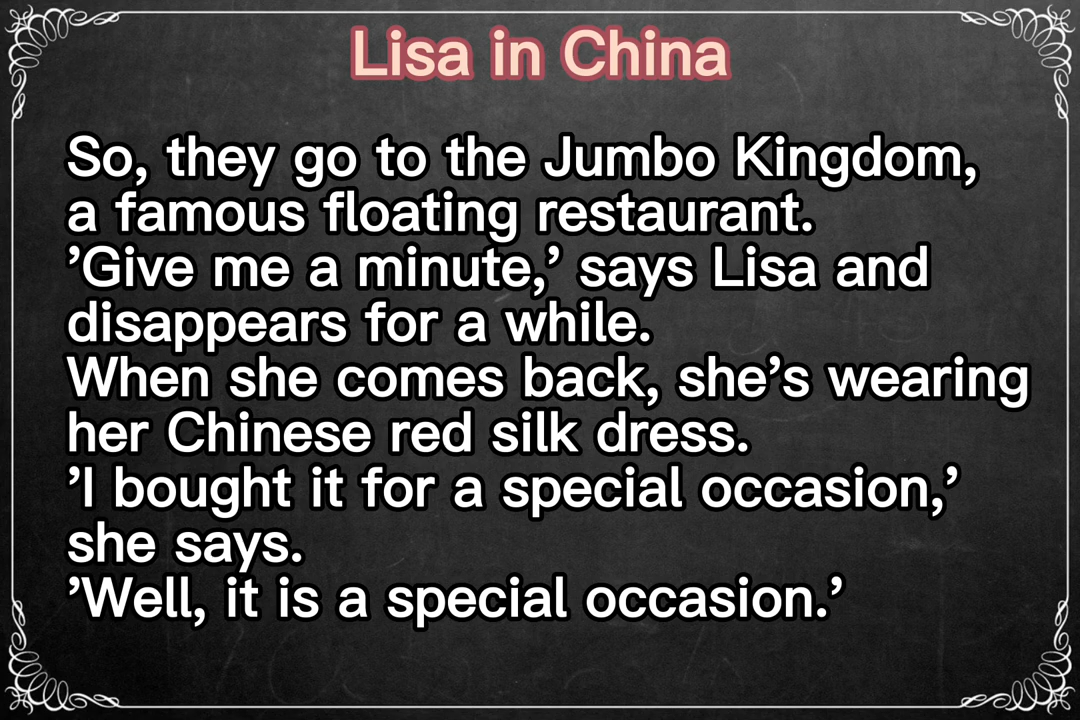 Lisa in China
So, they go to the Jumbo Kingdom,
a famous floating restaurant.
’Give me a minute,’ says Lisa and
disappears for a while.
When she comes back, she’s wearing
her Chinese red silk dress.
’I bought it for a special occasion,’
she says.
’Well, it is a special occasion.’